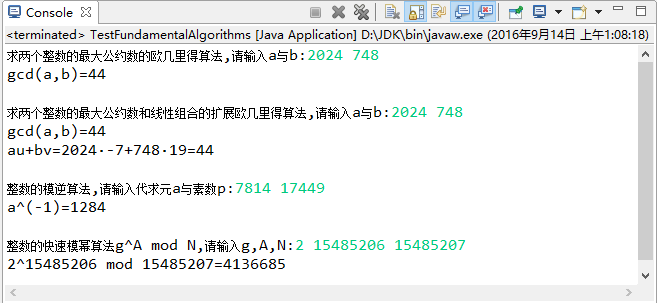 Console
<terminated> TestFundamentalAlgorithms [Java Application] D:\JDK\bin\javaw.exe (2016年9月14日 上午1:08:18)
求两个整数的最大公约数的欧几里得算法,请输入a与b:2024 748
gcd(a,b)=44
求两个整数的最大公约数和线性组合的扩展欧几里得算法,请输入a与b:2024 748
gcd(a,b)=44
au+bv=2024·-7+748·19=44
整数的模逆算法,请输入代求元a与素数p:7814 17449
a^(-1)=1284
整数的快速模幂算法g^A mod N,请输入g,A,N:2 15485206 15485207
2^15485206 mod 15485207=4136685